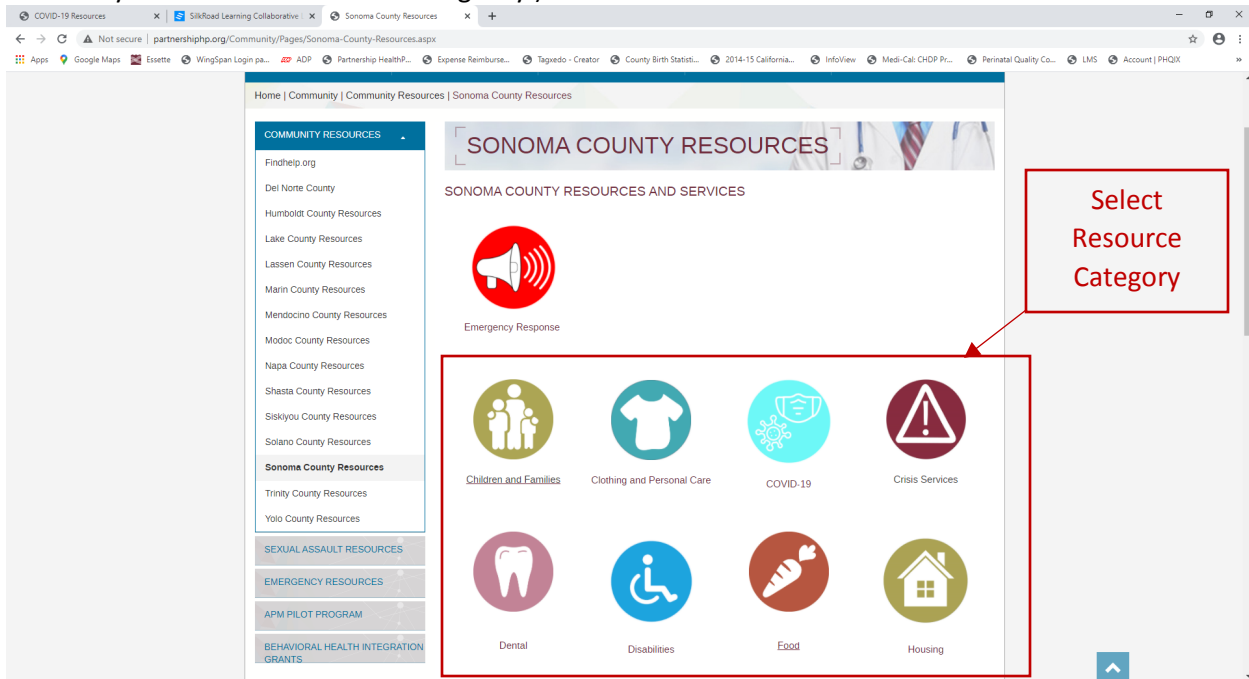 COVID-19 Resources
SilkRoad Learning Collaborative
Sonoma County Resources
Not secure | partnershiphp.org/Community/Pages/Sonoma-County-Resources.aspx
Apps Google Maps Essette WingSpan Login pa... ADP Partnership HealthP... Expense Reimburse... Tagxedo - Creator County Birth Statisti... 2014-15 California... InfoView Medi-Cal: CHDP Pr... Perinatal Quality Co... LMS Account | PHQIX »
Home | Community | Community Resources | Sonoma County Resources
COMMUNITY RESOURCES
Findhelp.org
Del Norte County
Humboldt County Resources
Lake County Resources
Lassen County Resources
Marin County Resources
Mendocino County Resources
Modoc County Resources
Napa County Resources
Shasta County Resources
Siskiyou County Resources
Solano County Resources
Sonoma County Resources
Trinity County Resources
Yolo County Resources
SEXUAL ASSAULT RESOURCES
EMERGENCY RESOURCES
APM PILOT PROGRAM
BEHAVIORAL HEALTH INTEGRATION
GRANTS
SONOMA COUNTY RESOURCES
SONOMA COUNTY RESOURCES AND SERVICES
Emergency Response
Children and Families
Clothing and Personal Care
COVID-19
Crisis Services
Dental
Disabilities
Food
Housing
Select
Resource
Category